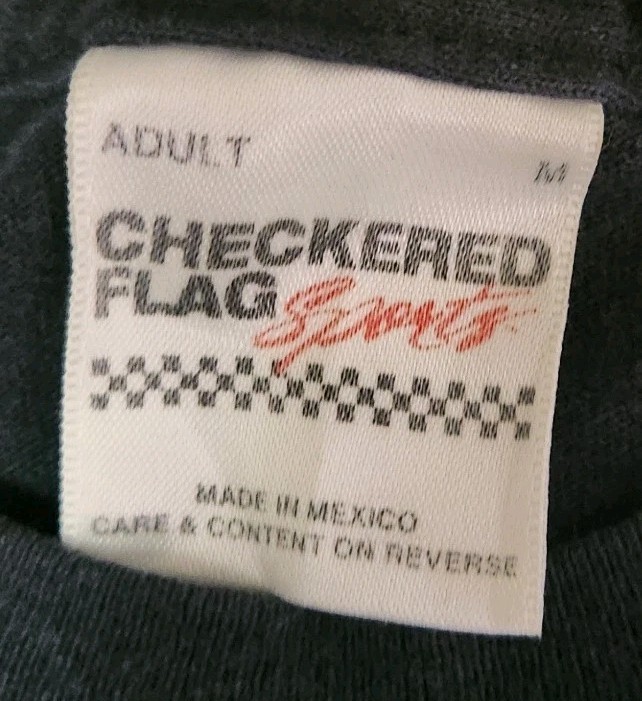 ADULT M
CHECKERED
FLAG Sports
MADE IN MEXICO
CARE & CONTENT ON REVERSE